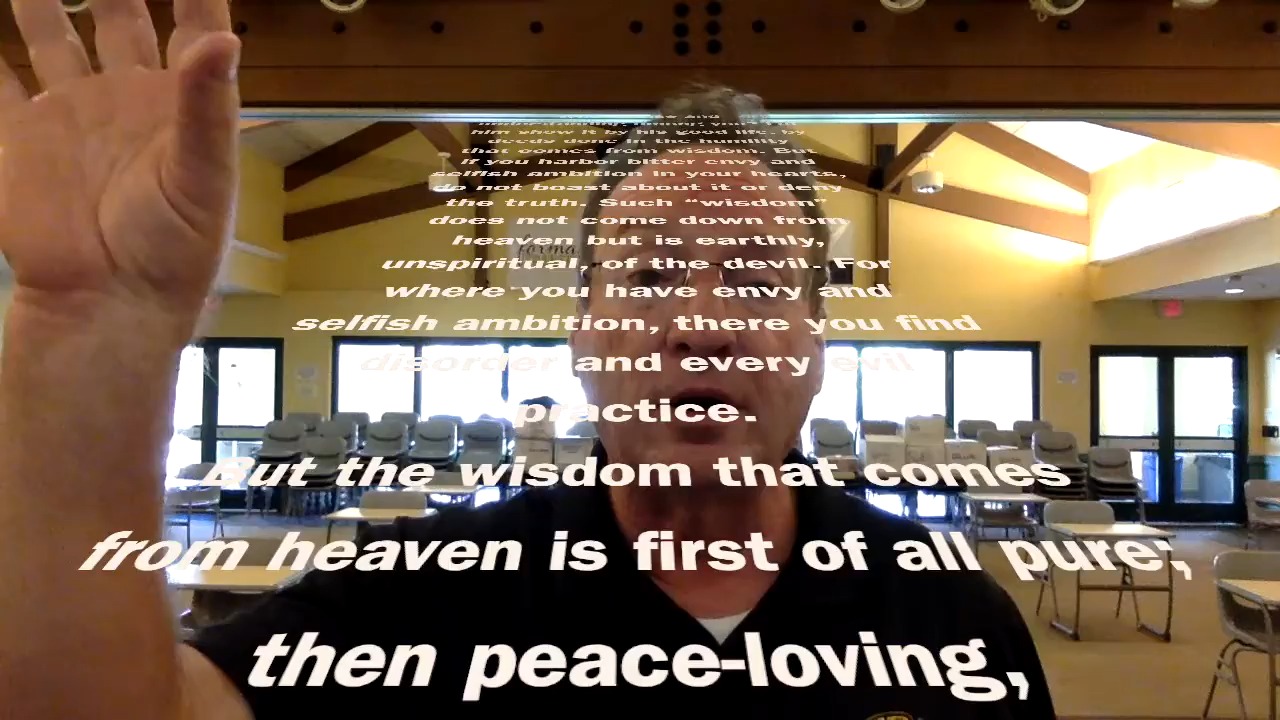 him show it by his good life, by
deeds done in the humility
that comes from wisdom. But
if you harbor bitter envy and
selfish ambition in your hearts,
do not boast about it or deny
the truth. Such “wisdom”
does not come down from
heaven but is earthly,
unspiritual, of the devil. For
where you have envy and
selfish ambition, there you find
disorder and every evil
practice.
But the wisdom that comes
from heaven is first of all pure;
then peace-loving,